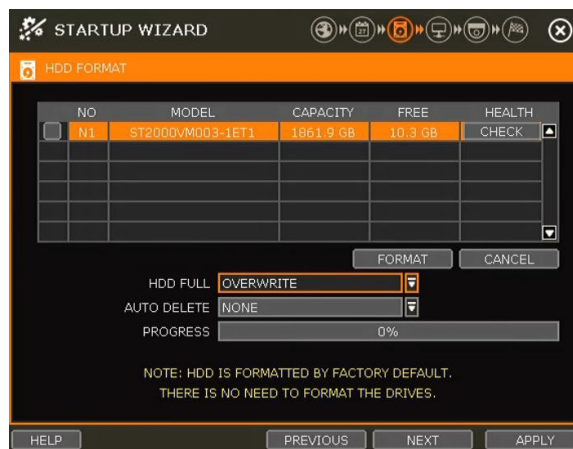 STARTUP WIZARD
HDD FORMAT
NO MODEL CAPACITY FREE HEALTH
N1 ST2000VM003-1ET1 1861.9 GB 10.3 GB CHECK
FORMAT CANCEL
HDD FULL OVERWRITE
AUTO DELETE NONE
PROGRESS 0%
NOTE: HDD IS FORMATTED BY FACTORY DEFAULT.
THERE IS NO NEED TO FORMAT THE DRIVES.
HELP PREVIOUS NEXT APPLY